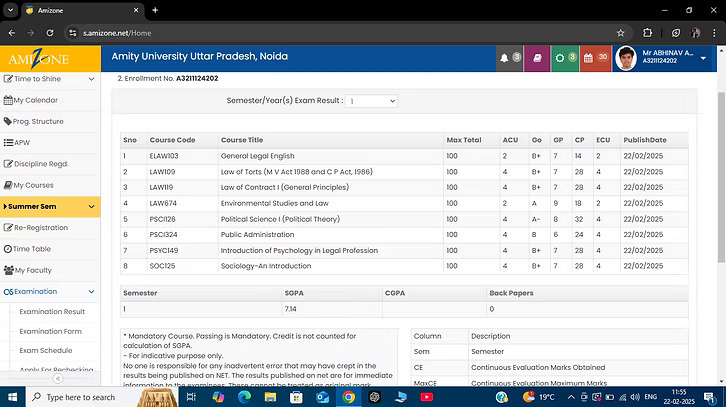 Amizone
s.amizone.net/Home
AMIZONE
Amity University Uttar Pradesh, Noida
3
3
30
Mr ABHINAV A...
A3211124202
Time to Shine
My Calendar
Prog. Structure
APW
Discipline Regd.
My Courses
Summer Sem
Re-Registration
Time Table
My Faculty
Examination
Examination Result
Examination Form
Exam Schedule
Apply For Rechecking
2. Enrollment No. A3211124202
Semester/Year(s) Exam Result : 1
Sno Course Code Course Title Max Total ACU Go GP CP ECU PublishDate
1 ELAW103 General Legal English 100 2 B+ 7 14 2 22/02/2025
2 LAW109 Law of Torts (M V Act 1988 and C P Act, 1986) 100 4 B+ 7 28 4 22/02/2025
3 LAW119 Law of Contract I (General Principles) 100 4 B+ 7 28 4 22/02/2025
4 LAW674 Environmental Studies and Law 100 2 A 9 18 2 22/02/2025
5 PSCI126 Political Science I (Political Theory) 100 4 A- 8 32 4 22/02/2025
6 PSCI324 Public Administration 100 4 B 6 24 4 22/02/2025
7 PSYC149 Introduction of Psychology in Legal Profession 100 4 B+ 7 28 4 22/02/2025
8 SOC125 Sociology-An Introduction 100 4 B+ 7 28 4 22/02/2025
Semester SGPA CGPA Back Papers
1 7.14 0
* Mandatory Course. Passing is Mandatory. Credit is not counted for
calculation of SGPA.
- For indicative purpose only.
No one is responsible for any inadvertent error that may have crept in the
results being published on NET. The results published on net are for immediate
information to the examinees. These cannot be treated as original mark
Column Description
Sem Semester
CE Continuous Evaluation Marks Obtained
MaxCE Continuous Evaluation Maximum Marks
Type here to search
19°C
11:55
22-02-2025